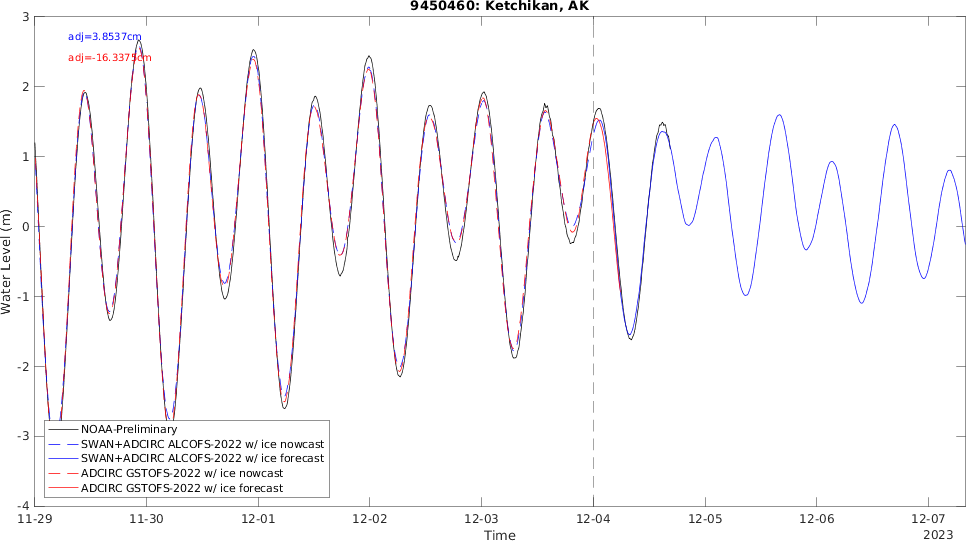 9450460: Ketchikan, AK
adj=3.8537cm
adj=-16.3375cm
Water Level (m)
3
2
1
0
-1
-2
-3
-4
NOAA-Preliminary
SWAN+ADCIRC ALCOFS-2022 w/ ice nowcast
SWAN+ADCIRC ALCOFS-2022 w/ ice forecast
ADCIRC GSTOFS-2022 w/ ice nowcast
ADCIRC GSTOFS-2022 w/ ice forecast
11-29 11-30 12-01 12-02 12-03 12-04 12-05 12-06 12-07
Time
2023